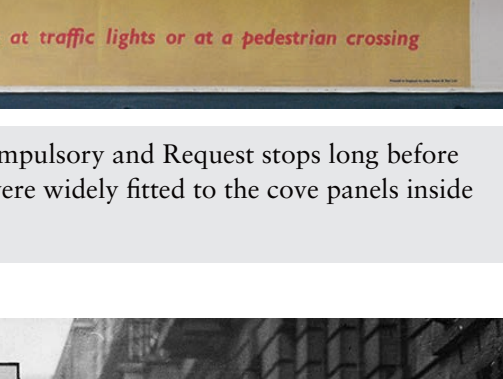 at traffic lights or at a pedestrian crossing
mpulsory and Request stops long before
ere widely fitted to the cove panels inside